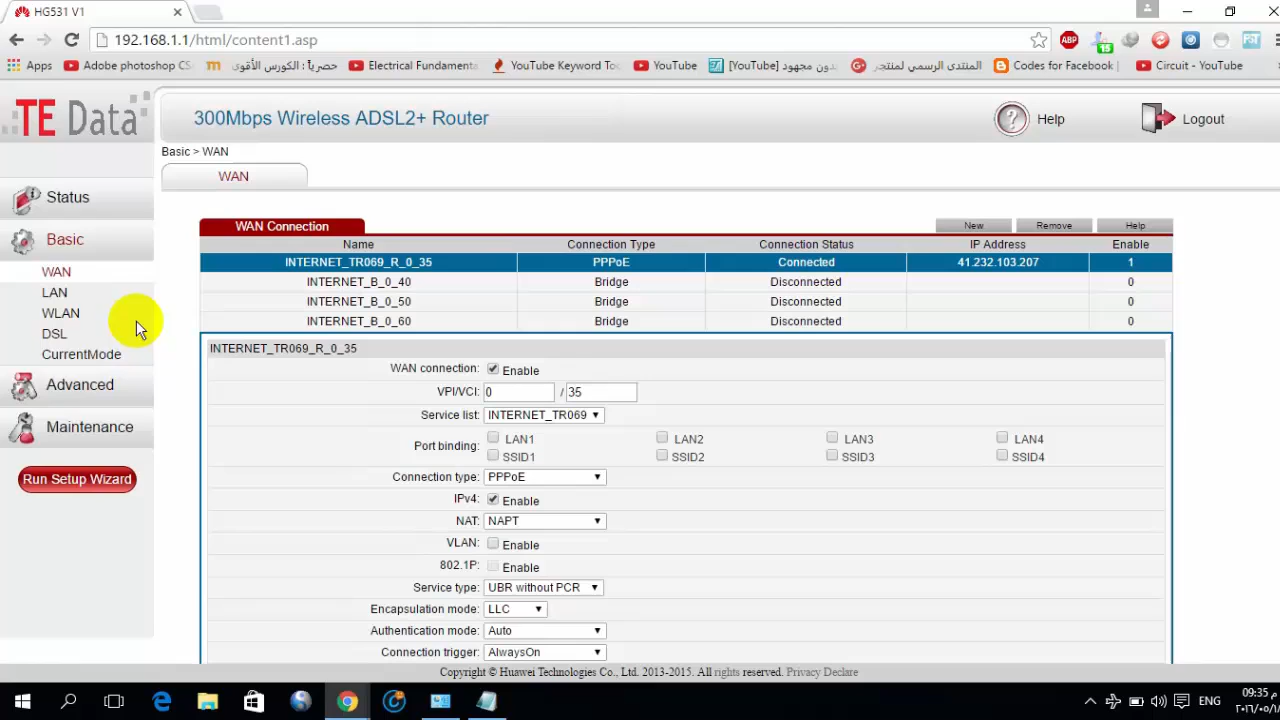 HG531 V1
192.168.1.1/html/content1.asp
ABP
15
FST
Apps Adobe photoshop CS حصرياً : الكورس الأقوى Electrical Fundamenta YouTube Keyword To YouTube [YouTube] بدون مجهود المنتدى الرسمي لمنتجر Codes for Facebook Circuit - YouTube
TE Data
300Mbps Wireless ADSL2+ Router
? Help
Logout
Basic > WAN
WAN
Status
Basic
WAN
LAN
WLAN
DSL
CurrentMode
Advanced
Maintenance
Run Setup Wizard
WAN Connection New Remove Help
Name Connection Type Connection Status IP Address Enable
INTERNET_TR069_R_0_35 PPPoE Connected 41.232.103.207 1
INTERNET_B_0_40 Bridge Disconnected 0
INTERNET_B_0_50 Bridge Disconnected 0
INTERNET_B_0_60 Bridge Disconnected 0
INTERNET_TR069_R_0_35
WAN connection: Enable
VPI/VCI: 0 / 35
Service list: INTERNET_TR069
Port binding: LAN1 LAN2 LAN3 LAN4
SSID1 SSID2 SSID3 SSID4
Connection type: PPPoE
IPv4: Enable
NAT: NAPT
VLAN: Enable
802.1P: Enable
Service type: UBR without PCR
Encapsulation mode: LLC
Authentication mode: Auto
Connection trigger: AlwaysOn
Copyright © Huawei Technologies Co., Ltd. 2013-2015. All rights reserved. Privacy Declare
ENG
09:35 م